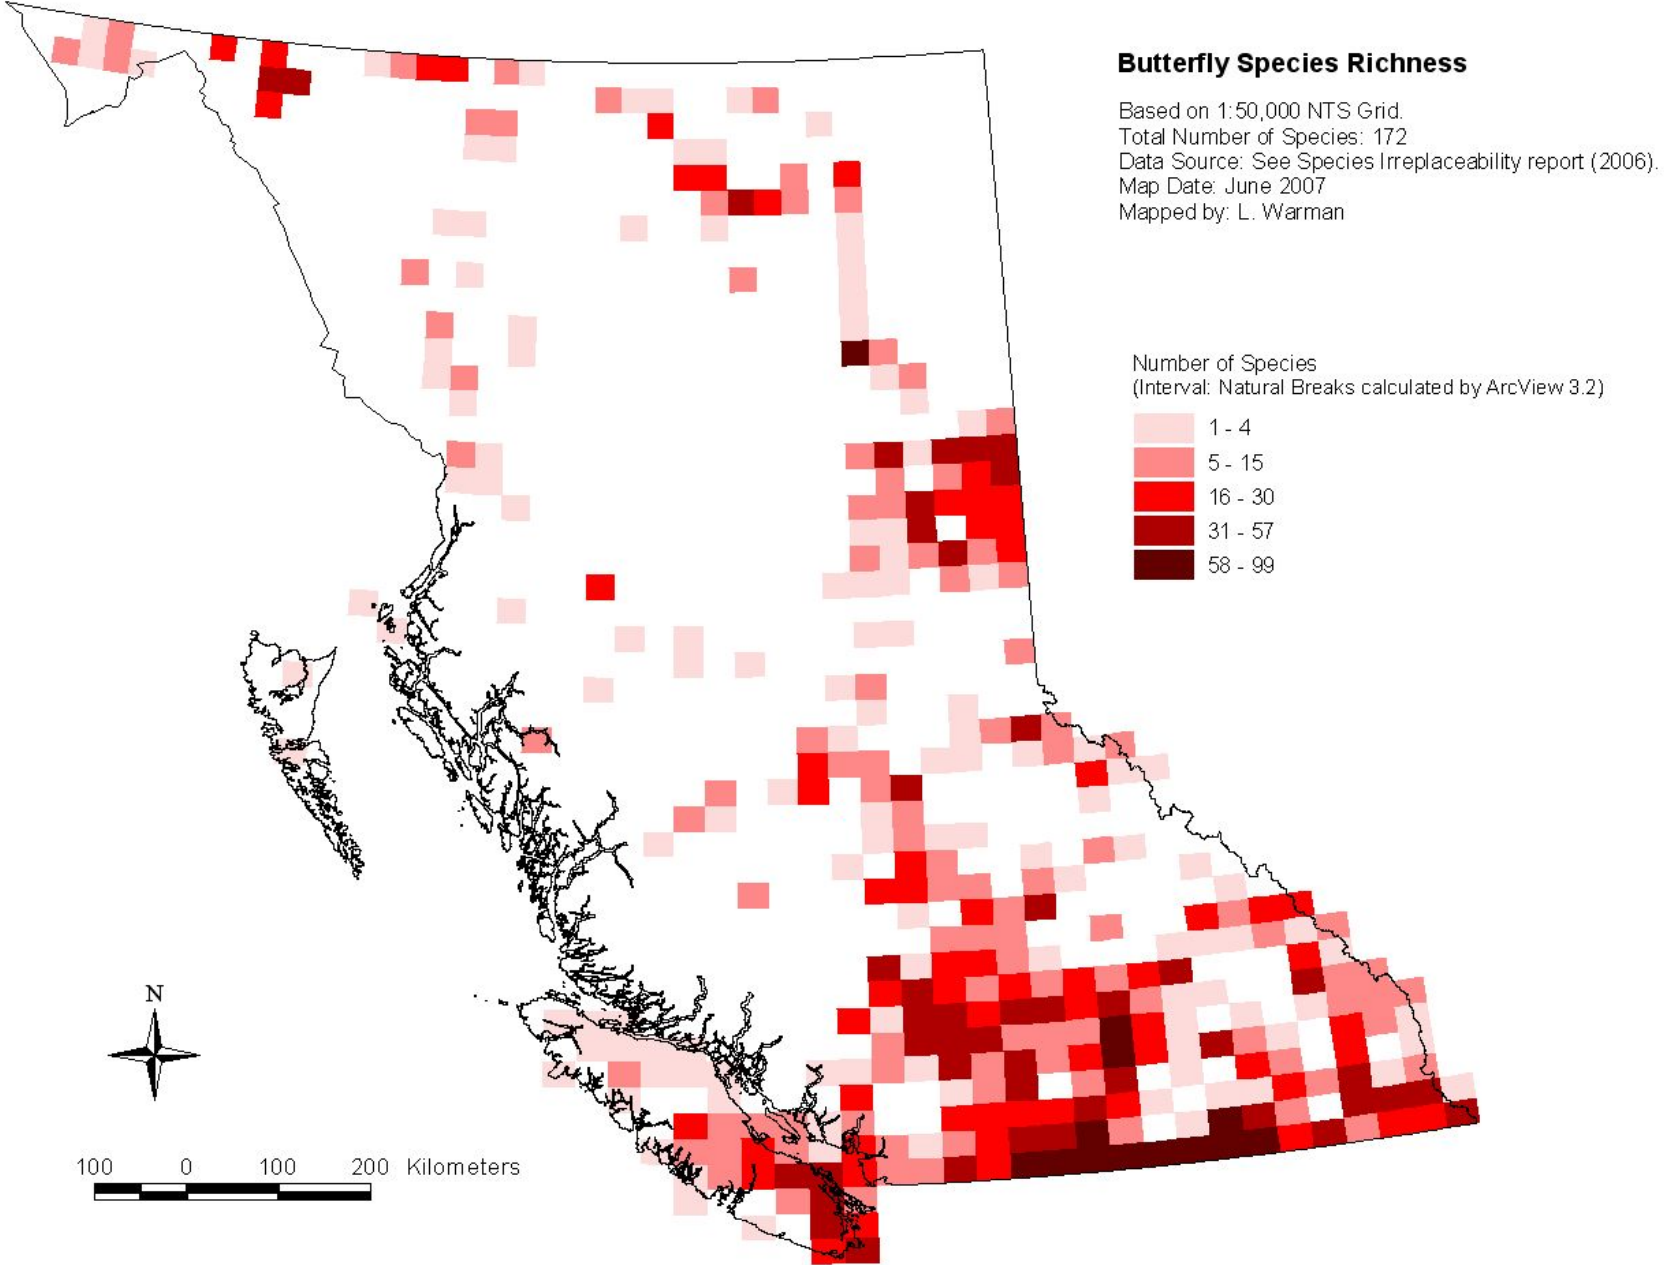 Butterfly Species Richness
Based on 1:50,000 NTS Grid.
Total Number of Species: 172
Data Source: See Species Irreplaceability report (2006).
Map Date: June 2007
Mapped by: L. Warman
Number of Species
(Interval: Natural Breaks calculated by ArcView 3.2)
1 - 4
5 - 15
16 - 30
31 - 57
58 - 99
N
100 0 100 200 Kilometers